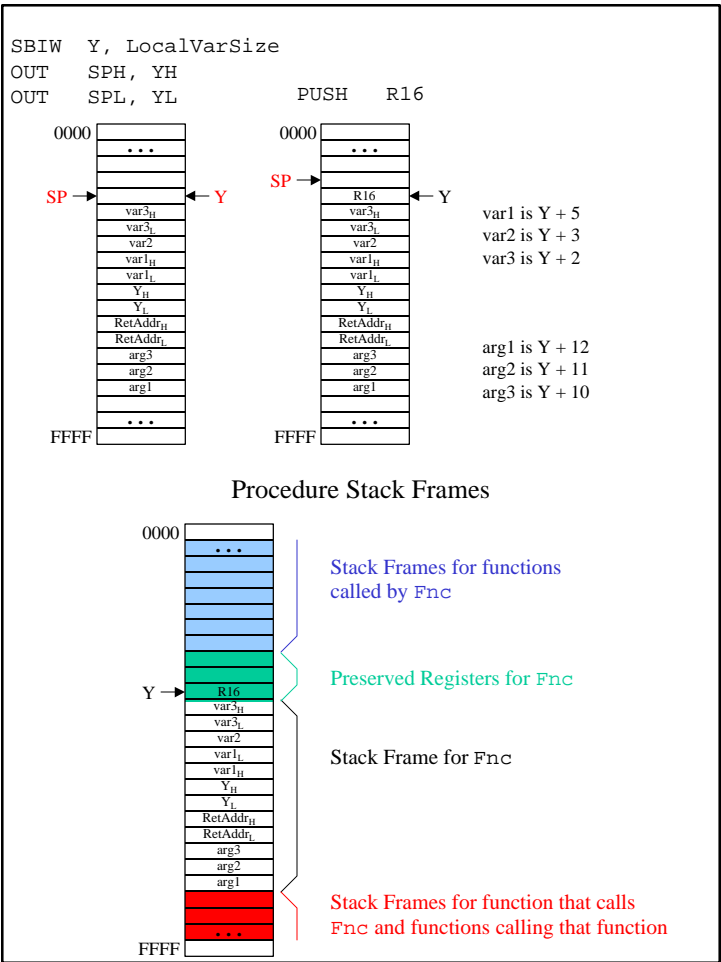 SBIW Y, LocalVarSize
OUT SPH, YH
OUT SPL, YL
PUSH R16
0000
...
SP
Y
var3H
var3L
var2
var1H
var1L
YH
YL
RetAddrH
RetAddrL
arg3
arg2
arg1
...
FFFF
0000
...
SP
R16
Y
var3H
var3L
var2
var1H
var1L
YH
YL
RetAddrH
RetAddrL
arg3
arg2
arg1
...
FFFF
var1 is Y + 5
var2 is Y + 3
var3 is Y + 2
arg1 is Y + 12
arg2 is Y + 11
arg3 is Y + 10
Procedure Stack Frames
0000
...
Y
R16
var3H
var3L
var2
var1L
var1H
YH
YL
RetAddrH
RetAddrL
arg3
arg2
arg1
...
FFFF
Stack Frames for functions
called by Fnc
Preserved Registers for Fnc
Stack Frame for Fnc
Stack Frames for function that calls
Fnc and functions calling that function